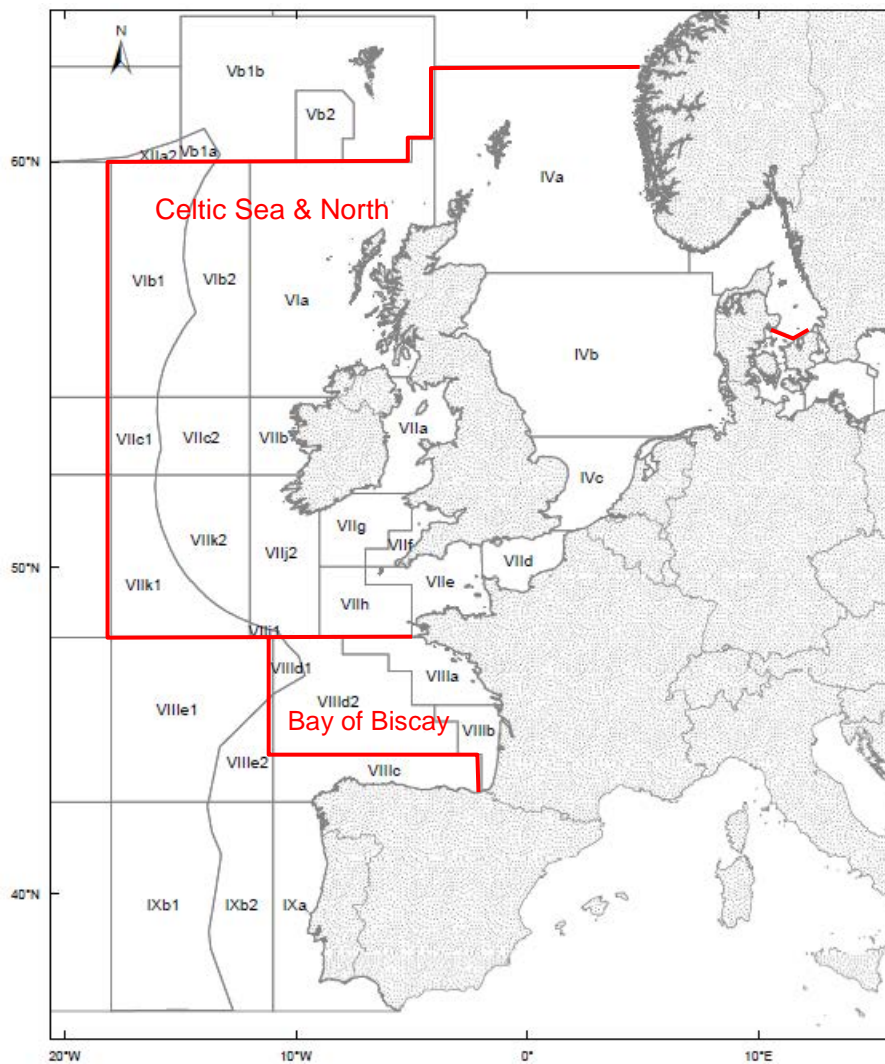 N
Vb1b
Vb2
XIIa2
Vb1a
60°N
IVa
Celtic Sea & North
VIb1
VIb2
VIa
IVb
VIIc1
VIIc2
VIIb
VIIa
IVc
VIIg
VIIk2
VIIj2
VIIf
VIId
50°N
VIIe
VIIk1
VIIh
VIIj1
VIIId1
VIIIa
VIIIe1
VIIId2
Bay of Biscay
VIIIb
VIIIe2
VIIIc
40°N
IXb1
IXb2
IXa
20°W
10°W
0°
10°E